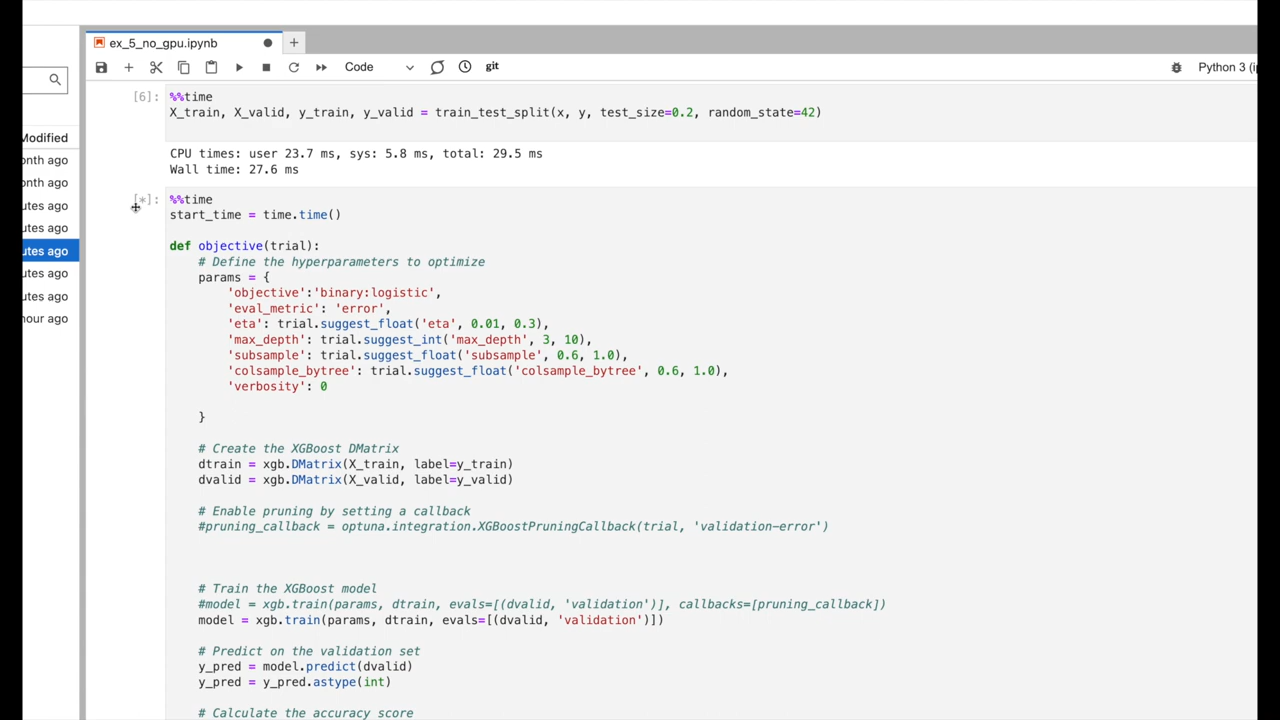 ex_5_no_gpu.ipynb
Code
git
Modified
[6]:
%%time
X_train, X_valid, y_train, y_valid = train_test_split(x, y, test_size=0.2, random_state=42)
CPU times: user 23.7 ms, sys: 5.8 ms, total: 29.5 ms
Wall time: 27.6 ms
onth ago
onth ago
utes ago
utes ago
utes ago
utes ago
utes ago
hour ago
[*]:
%%time
start_time = time.time()
def objective(trial):
# Define the hyperparameters to optimize
params = {
'objective':'binary:logistic',
'eval_metric': 'error',
'eta': trial.suggest_float('eta', 0.01, 0.3),
'max_depth': trial.suggest_int('max_depth', 3, 10),
'subsample': trial.suggest_float('subsample', 0.6, 1.0),
'colsample_bytree': trial.suggest_float('colsample_bytree', 0.6, 1.0),
'verbosity': 0
}
# Create the XGBoost DMatrix
dtrain = xgb.DMatrix(X_train, label=y_train)
dvalid = xgb.DMatrix(X_valid, label=y_valid)
# Enable pruning by setting a callback
#pruning_callback = optuna.integration.XGBoostPruningCallback(trial, 'validation-error')
# Train the XGBoost model
#model = xgb.train(params, dtrain, evals=[(dvalid, 'validation')], callbacks=[pruning_callback])
model = xgb.train(params, dtrain, evals=[(dvalid, 'validation')])
# Predict on the validation set
y_pred = model.predict(dvalid)
y_pred = y_pred.astype(int)
# Calculate the accuracy score
Python 3 (i